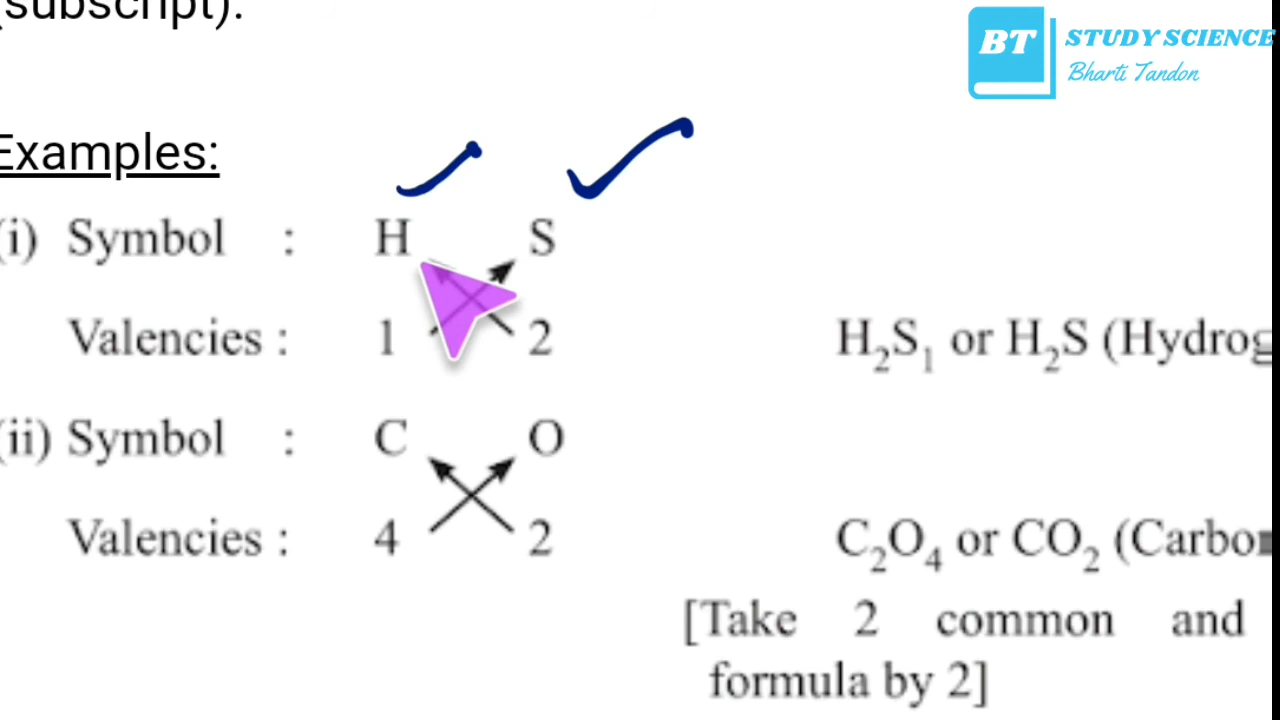 (subscript).
BT STUDY SCIENCE
Bharti Tandon
Examples:
(i) Symbol : H S
Valencies : 1 2 H₂S₁ or H₂S (Hydrog
(ii) Symbol : C O
Valencies : 4 2 C₂O₄ or CO₂ (Carbon
[Take 2 common and
formula by 2]